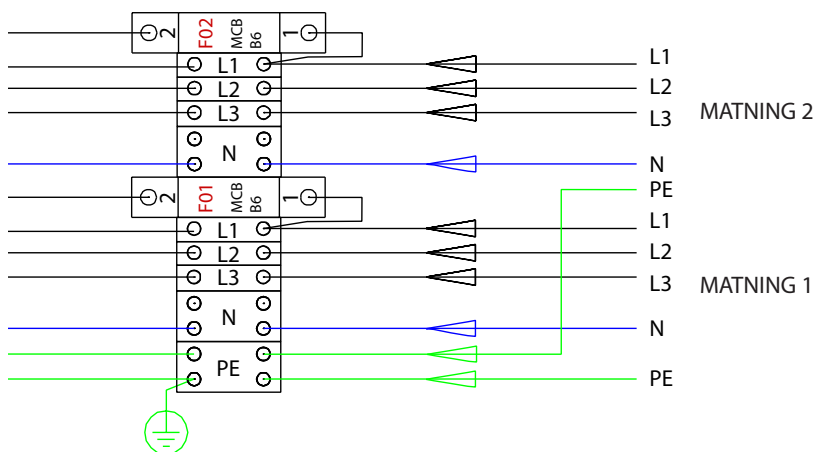 2 F02 MCB B6 1
L1 L1
L2 L2
L3 L3 MATNING 2
N N
PE
2 F01 MCB B6 1
L1 L1
L2 L2
L3 L3 MATNING 1
N N
PE PE